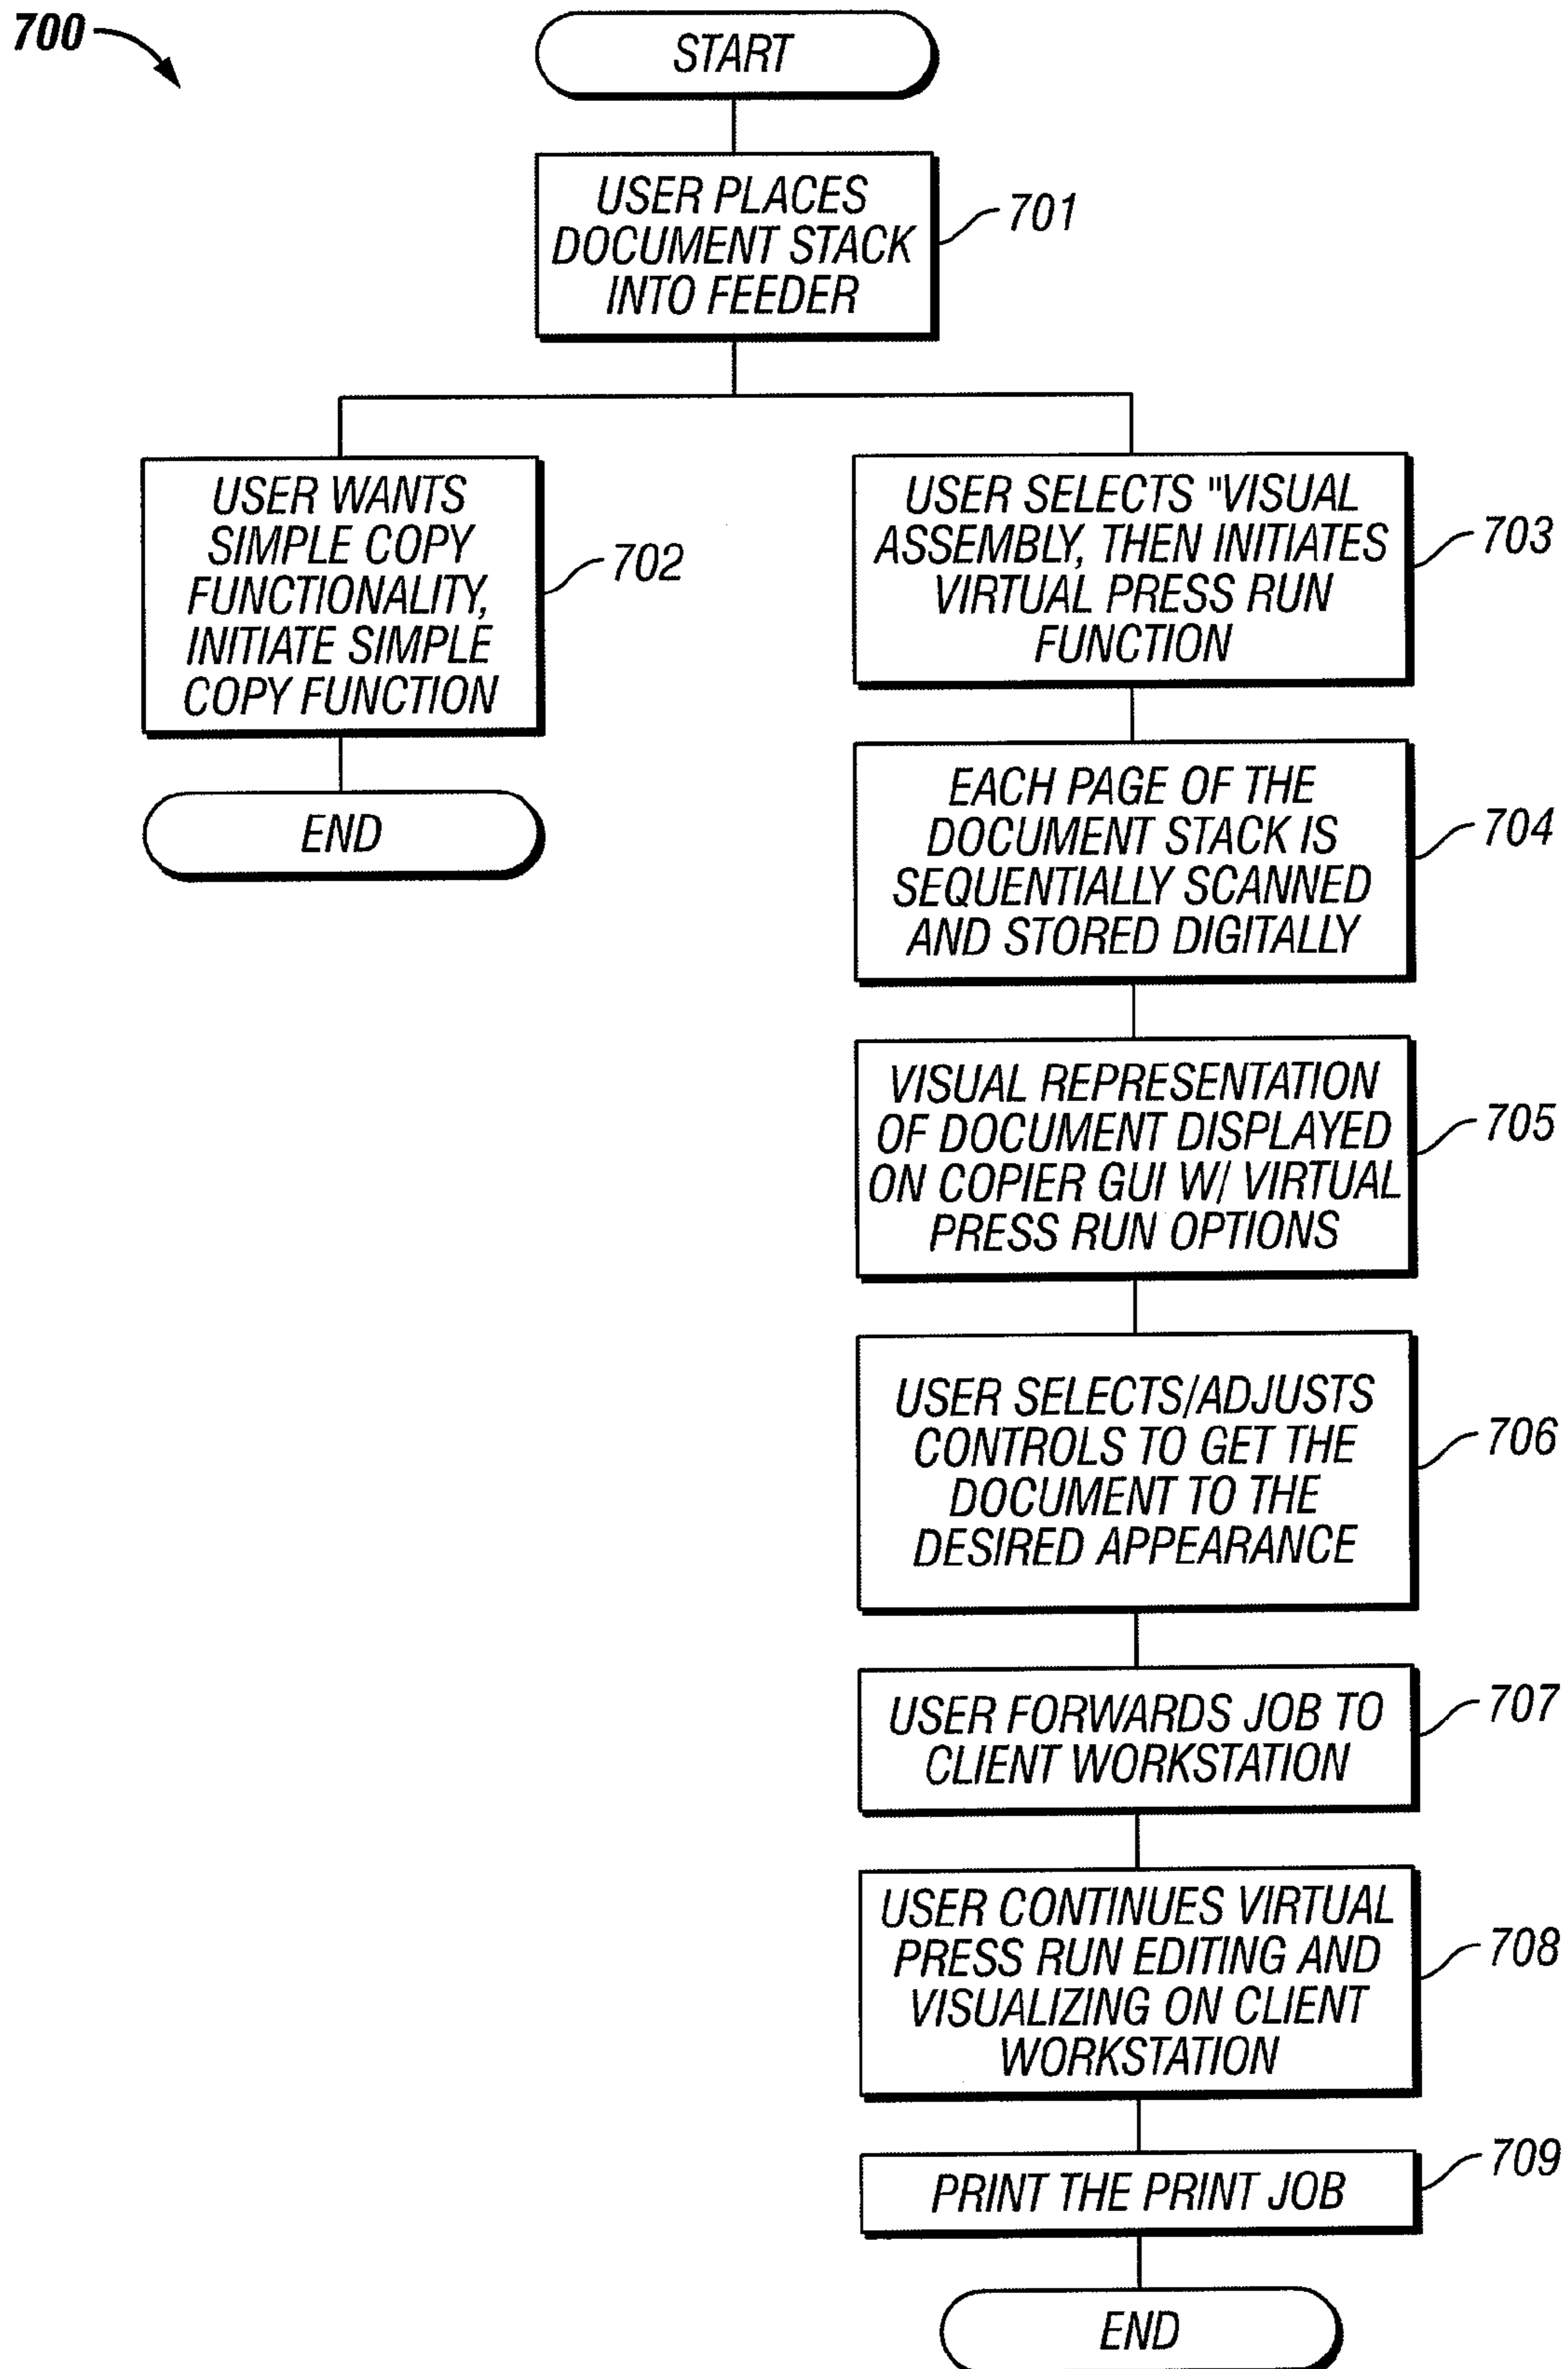 700
START
USER PLACES
DOCUMENT STACK
INTO FEEDER
701
USER WANTS
SIMPLE COPY
FUNCTIONALITY,
INITIATE SIMPLE
COPY FUNCTION
702
END
USER SELECTS "VISUAL
ASSEMBLY, THEN INITIATES
VIRTUAL PRESS RUN
FUNCTION
703
EACH PAGE OF THE
DOCUMENT STACK IS
SEQUENTIALLY SCANNED
AND STORED DIGITALLY
704
VISUAL REPRESENTATION
OF DOCUMENT DISPLAYED
ON COPIER GUI W/ VIRTUAL
PRESS RUN OPTIONS
705
USER SELECTS/ADJUSTS
CONTROLS TO GET THE
DOCUMENT TO THE
DESIRED APPEARANCE
706
USER FORWARDS JOB TO
CLIENT WORKSTATION
707
USER CONTINUES VIRTUAL
PRESS RUN EDITING AND
VISUALIZING ON CLIENT
WORKSTATION
708
PRINT THE PRINT JOB
709
END